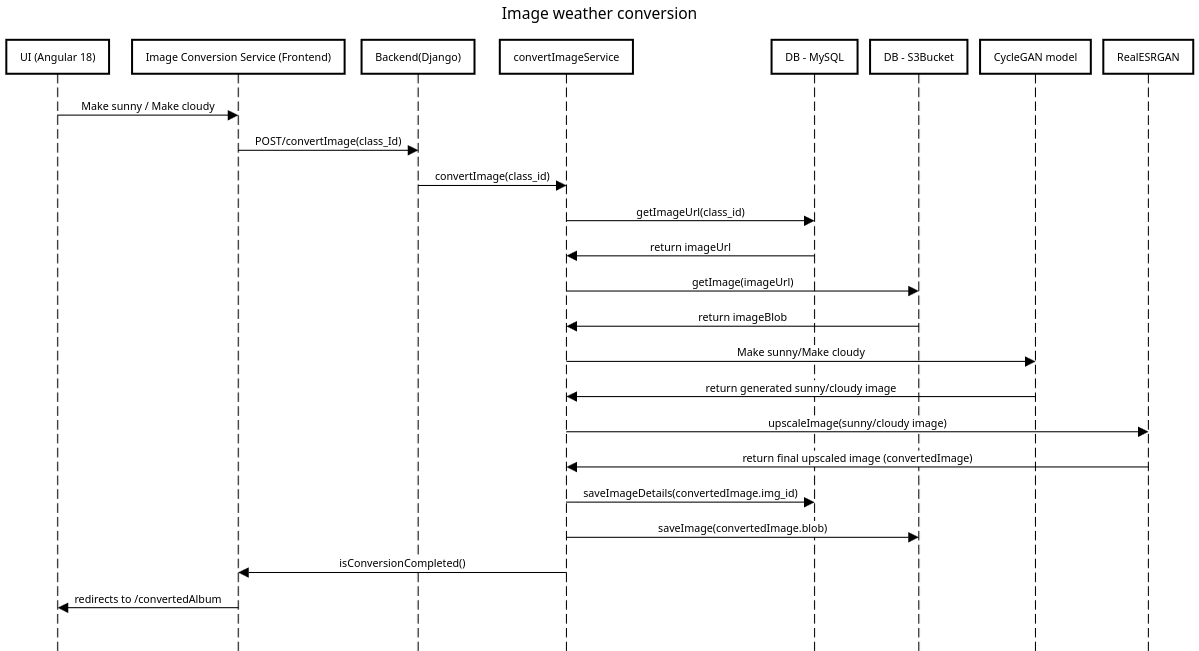 Image weather conversion
UI (Angular 18)
Image Conversion Service (Frontend)
Backend(Django)
convertImageService
DB - MySQL
DB - S3Bucket
CycleGAN model
RealESRGAN
Make sunny / Make cloudy
POST/convertImage(class_Id)
convertImage(class_id)
getImageUrl(class_id)
return imageUrl
getImage(imageUrl)
return imageBlob
Make sunny/Make cloudy
return generated sunny/cloudy image
upscaleImage(sunny/cloudy image)
return final upscaled image (convertedImage)
saveImageDetails(convertedImage.img_id)
saveImage(convertedImage.blob)
isConversionCompleted()
redirects to /convertedAlbum